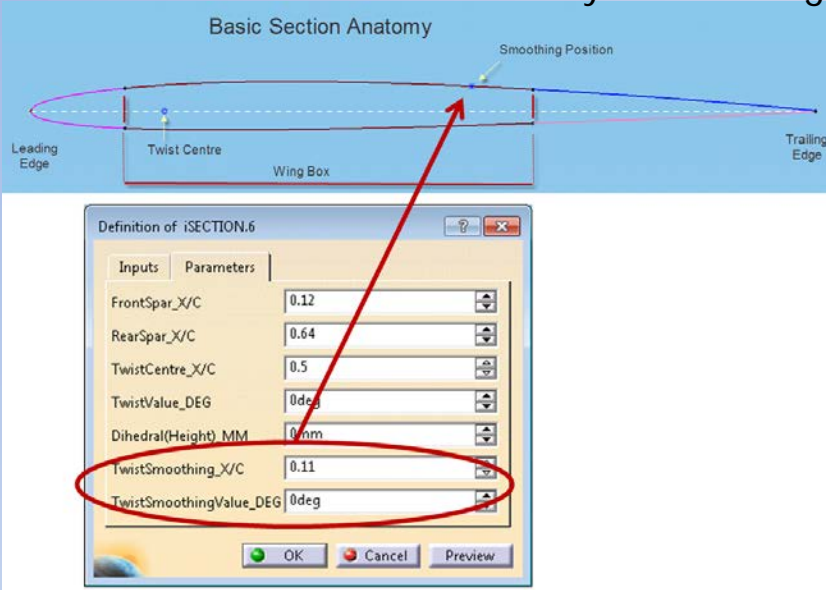 Basic Section Anatomy
Smoothing Position
Leading
Edge
Twist Centre
Trailing
Edge
Wing Box
Definition of iSECTION.6
Inputs Parameters
FrontSpar_X/C 0.12
RearSpar_X/C 0.64
TwistCentre_X/C 0.5
TwistValue_DEG 0deg
Dihedral(Height)_MM 0mm
TwistSmoothing_X/C 0.11
TwistSmoothingValue_DEG 0deg
OK Cancel Preview